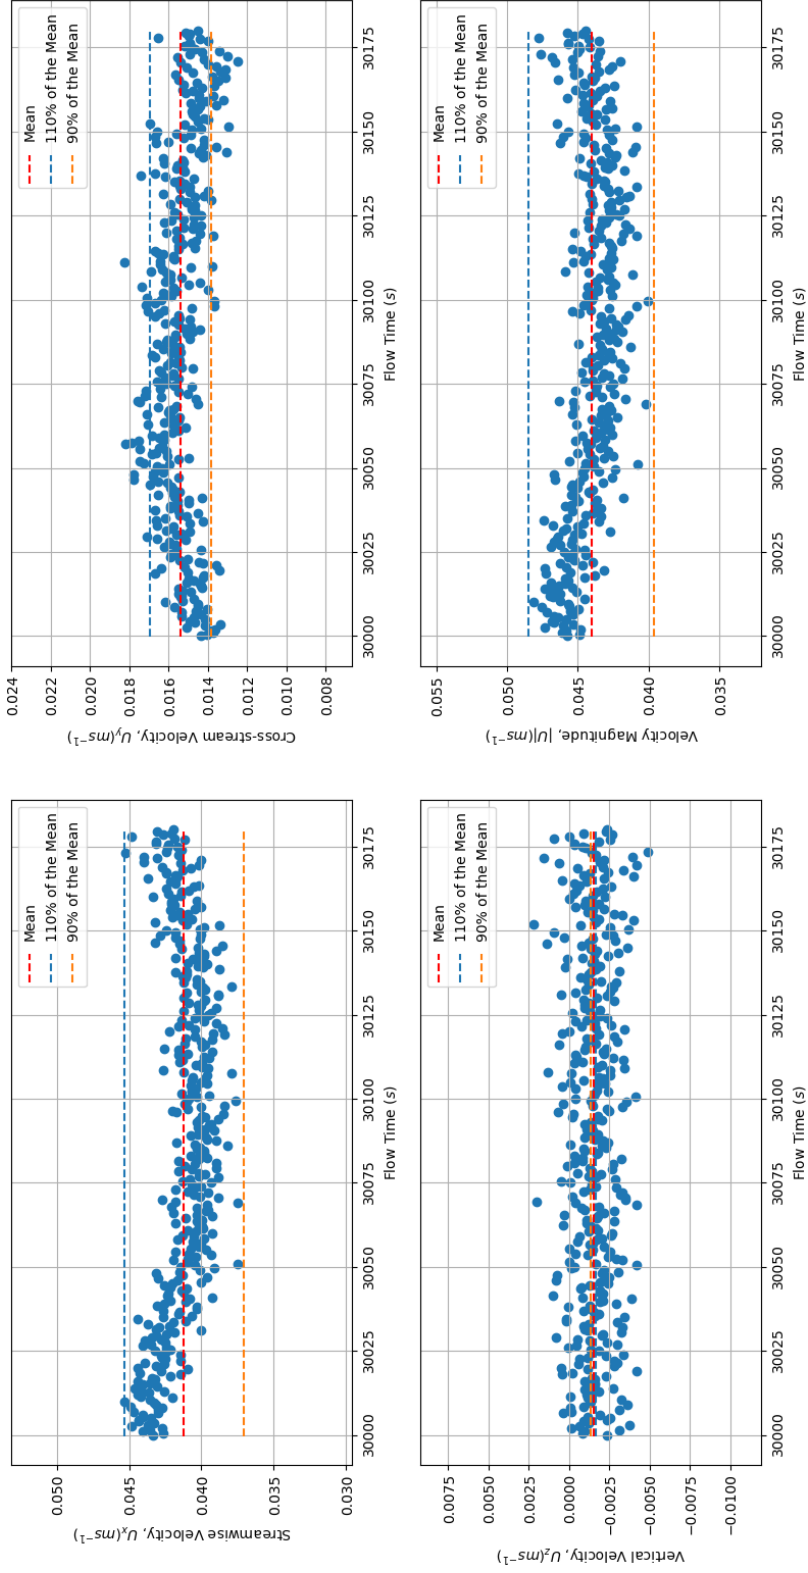 0.050
0.045
0.040
0.035
0.030
Streamwise Velocity, Uₓ(ms⁻¹)
Mean
110% of the Mean
90% of the Mean
30000
30025
30050
30075
30100
30125
30150
30175
Flow Time (s)
0.024
0.022
0.020
0.018
0.016
0.014
0.012
0.010
0.008
Cross-stream Velocity, U_y(ms⁻¹)
Mean
110% of the Mean
90% of the Mean
30000
30025
30050
30075
30100
30125
30150
30175
Flow Time (s)
0.0075
0.0050
0.0025
0.0000
−0.0025
−0.0050
−0.0075
−0.0100
Vertical Velocity, U_z(ms⁻¹)
Mean
110% of the Mean
90% of the Mean
30000
30025
30050
30075
30100
30125
30150
30175
Flow Time (s)
0.055
0.050
0.045
0.040
0.035
Velocity Magnitude, |U|(ms⁻¹)
Mean
110% of the Mean
90% of the Mean
30000
30025
30050
30075
30100
30125
30150
30175
Flow Time (s)